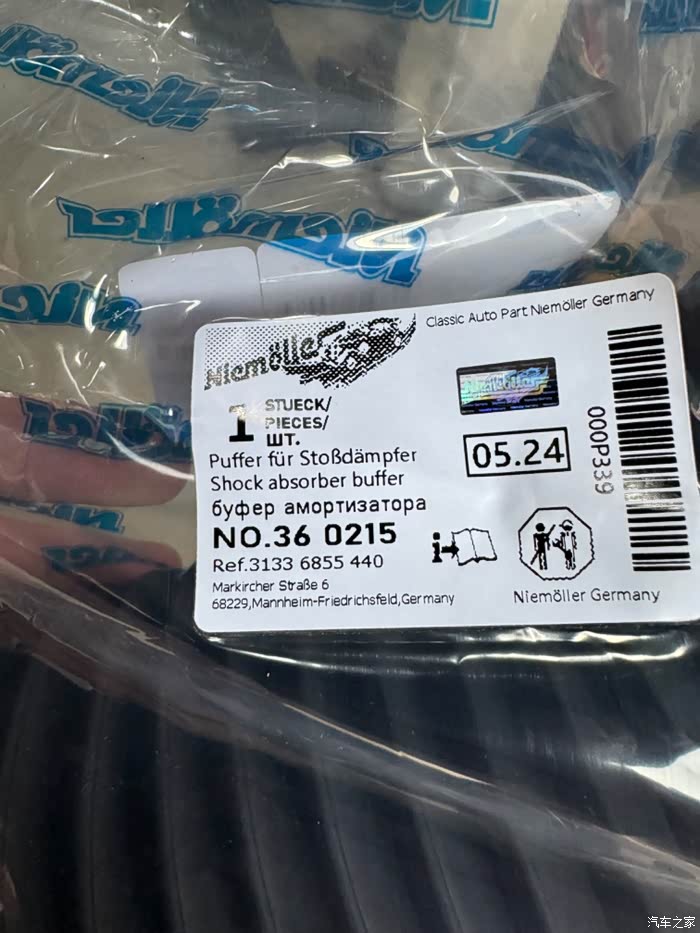 Niemöller
Classic Auto Part Niemöller Germany
1 STUECK/
PIECES/
ШТ.
05.24
000P339
Puffer für Stoßdämpfer
Shock absorber buffer
буфер амортизатора
NO.36 0215
Ref.3133 6855 440
Markircher Straße 6
68229,Mannheim-Friedrichsfeld,Germany
Niemöller Germany
汽车之家